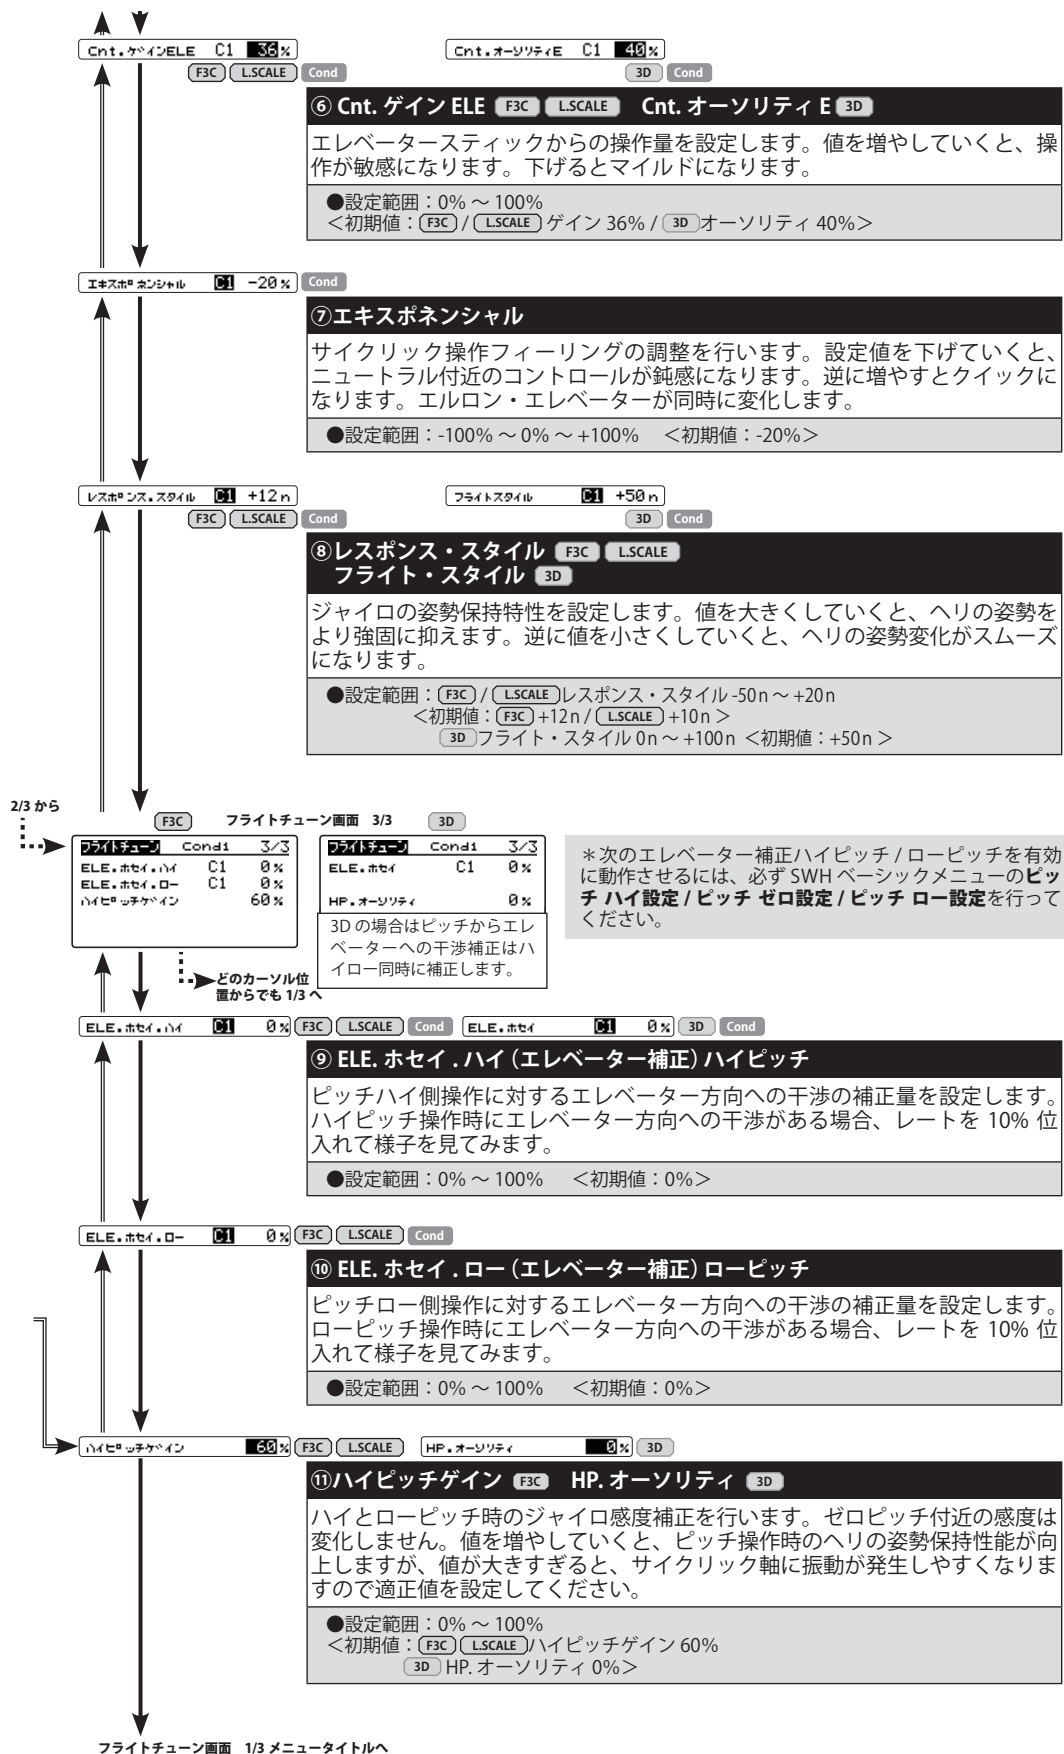 Cnt.ゲインELE C1 36%
Cnt.オーソリティE C1 40%
F3C L.SCALE Cond
3D Cond
⑥ Cnt. ゲイン ELE F3C L.SCALE Cnt. オーソリティ E 3D
エレベータースティックからの操作量を設定します。値を増やしていくと、操
作が敏感になります。下げるとマイルドになります。
●設定範囲：0% ～ 100%
＜初期値：F3C / L.SCALE ゲイン 36% / 3D オーソリティ 40%＞
エキスポネンシャル C1 -20% Cond
⑦エキスポネンシャル
サイクリック操作フィーリングの調整を行います。設定値を下げていくと、
ニュートラル付近のコントロールが鈍感になります。逆に増やすとクイックに
なります。エルロン・エレベーターが同時に変化します。
●設定範囲：-100% ～ 0% ～ +100% ＜初期値：-20%＞
レスポンス.スタイル C1 +12n
フライトスタイル C1 +50n
F3C L.SCALE Cond
3D Cond
⑧レスポンス・スタイル F3C L.SCALE
フライト・スタイル 3D
ジャイロの姿勢保持特性を設定します。値を大きくしていくと、ヘリの姿勢を
より強固に抑えます。逆に値を小さくしていくと、ヘリの姿勢変化がスムーズ
になります。
●設定範囲：F3C / L.SCALE レスポンス・スタイル -50n ～ +20n
＜初期値：F3C +12n / L.SCALE +10n ＞
3D フライト・スタイル 0n ～ +100n ＜初期値：+50n ＞
2/3 から
F3C フライトチューン画面 3/3 3D
フライトチューン Cond1 3/3
ELE.ホセイ.ハイ C1 0%
ELE.ホセイ.ロー C1 0%
ハイピッチゲイン 60%
フライトチューン Cond1 3/3
ELE.ホセイ C1 0%
HP.オーソリティ 0%
3D の場合はピッチからエレ
ベーターへの干渉補正はハ
イロー同時に補正します。
＊次のエレベーター補正ハイピッチ / ローピッチを有効
に動作させるには、必ず SWH ベーシックメニューのピッ
チ ハイ設定 / ピッチ ゼロ設定 / ピッチ ロー設定を行って
ください。
どのカーソル位
置からでも 1/3 へ
ELE.ホセイ.ハイ C1 0% F3C L.SCALE Cond ELE.ホセイ C1 0% 3D Cond
⑨ ELE. ホセイ . ハイ（エレベーター補正）ハイピッチ
ピッチハイ側操作に対するエレベーター方向への干渉の補正量を設定します。
ハイピッチ操作時にエレベーター方向への干渉がある場合、レートを 10% 位
入れて様子を見てみます。
●設定範囲：0% ～ 100% ＜初期値：0%＞
ELE.ホセイ.ロー C1 0% F3C L.SCALE Cond
⑩ ELE. ホセイ . ロー（エレベーター補正）ローピッチ
ピッチロー側操作に対するエレベーター方向への干渉の補正量を設定します。
ローピッチ操作時にエレベーター方向への干渉がある場合、レートを 10% 位
入れて様子を見てみます。
●設定範囲：0% ～ 100% ＜初期値：0%＞
ハイピッチゲイン 60% F3C L.SCALE HP.オーソリティ 0% 3D
⑪ハイピッチゲイン F3C HP. オーソリティ 3D
ハイとローピッチ時のジャイロ感度補正を行います。ゼロピッチ付近の感度は
変化しません。値を増やしていくと、ピッチ操作時のヘリの姿勢保持性能が向
上しますが、値が大きすぎると、サイクリック軸に振動が発生しやすくなりま
すので適正値を設定してください。
●設定範囲：0% ～ 100%
＜初期値：F3C L.SCALE ハイピッチゲイン 60%
3D HP. オーソリティ 0%＞
フライトチューン画面 1/3 メニュータイトルへ